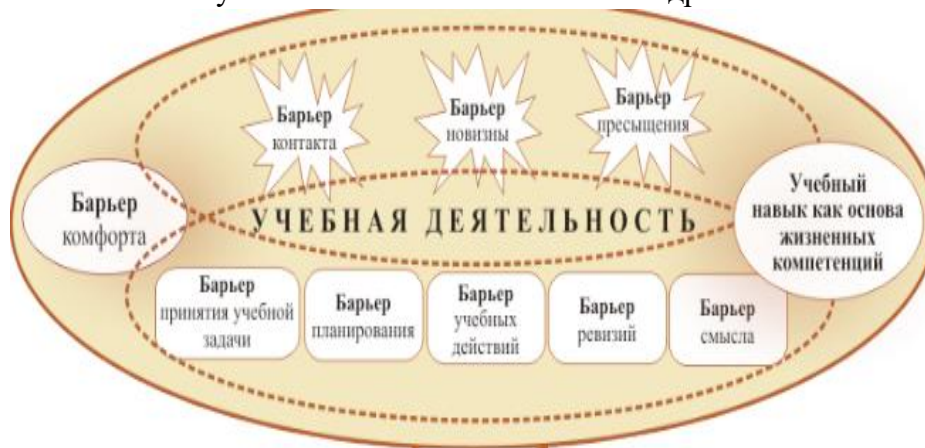 Барьер
контакта
Барьер
новизны
Барьер
пресыщения
Барьер
комфорта
УЧЕБНАЯ ДЕЯТЕЛЬНОСТЬ
Учебный
навык как основа
жизненных
компетенций
Барьер
принятия учебной
задачи
Барьер
планирования
Барьер
учебных
действий
Барьер
ревизий
Барьер
смысла